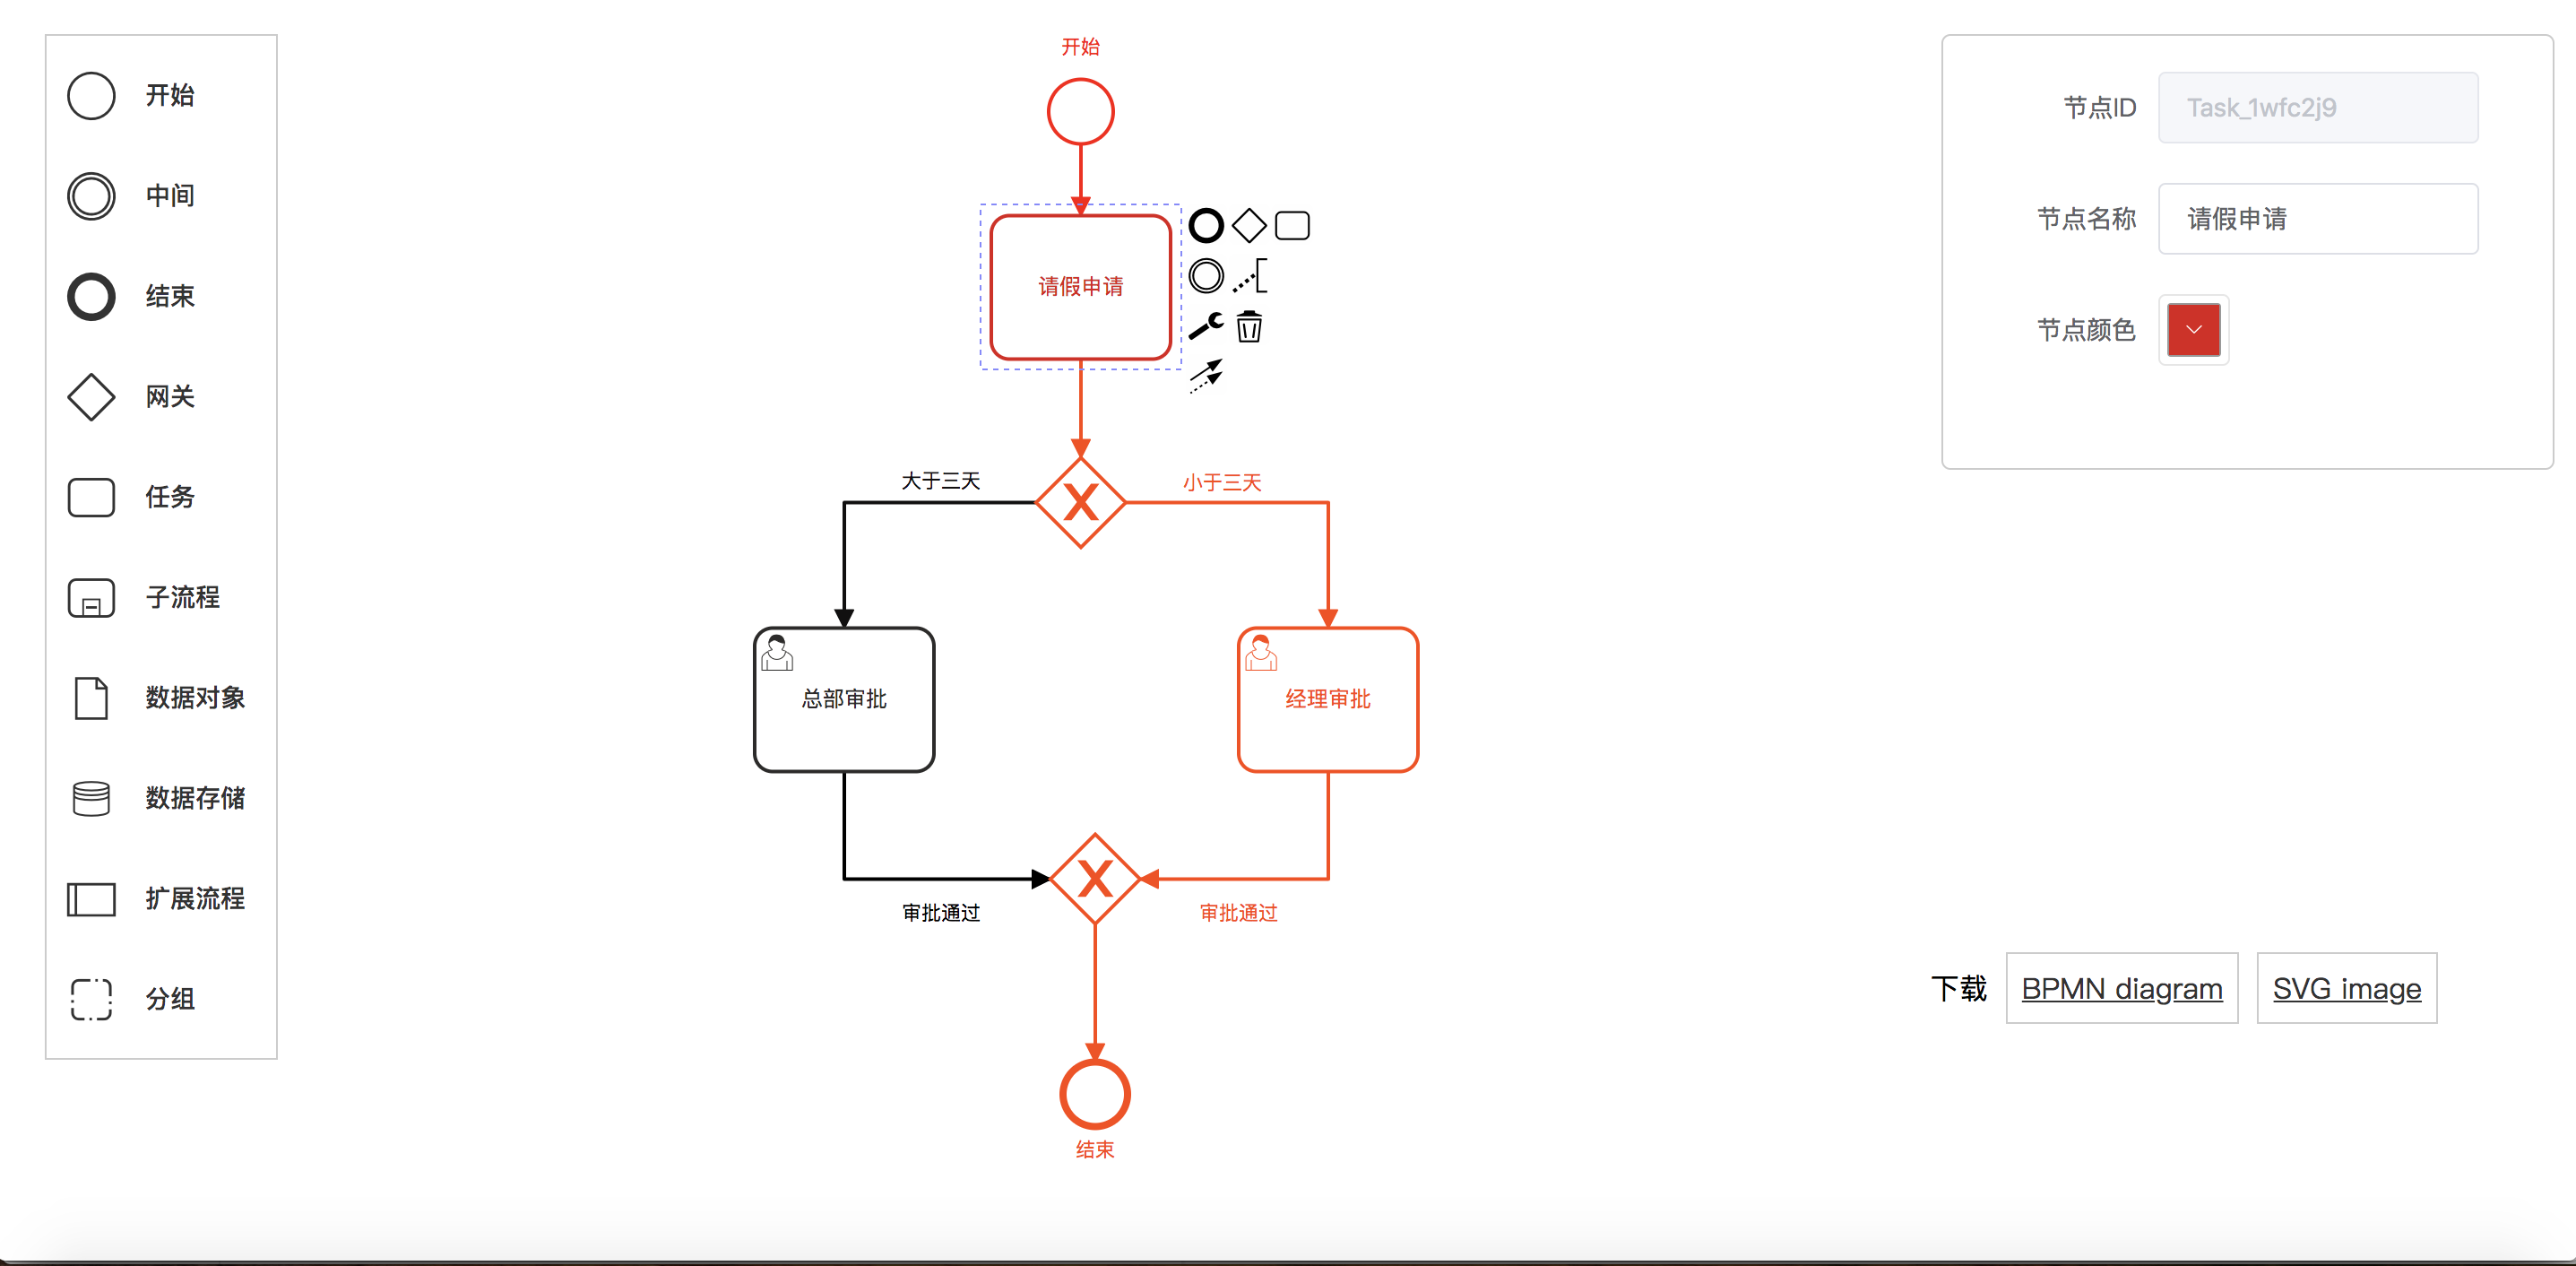 开始
中间
结束
网关
任务
子流程
数据对象
数据存储
扩展流程
分组
开始
请假申请
大于三天
小于三天
总部审批
经理审批
审批通过
审批通过
结束
节点ID
Task_1wfc2j9
节点名称
请假申请
节点颜色
下载
BPMN diagram
SVG image